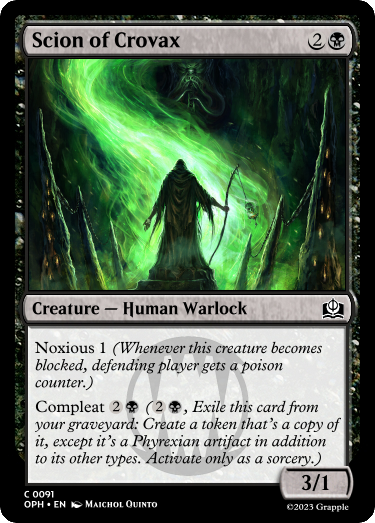 Scion of Crovax 2
Creature — Human Warlock
Noxious 1 (Whenever this creature becomes
blocked, defending player gets a poison
counter.)
Compleat 2 (2, Exile this card from
your graveyard: Create a token that's a copy of
it, except it's a Phyrexian artifact in addition
to its other types. Activate only as a sorcery.)
3/1
C 0091
OPH • EN Maichol Quinto
©2023 Grapple